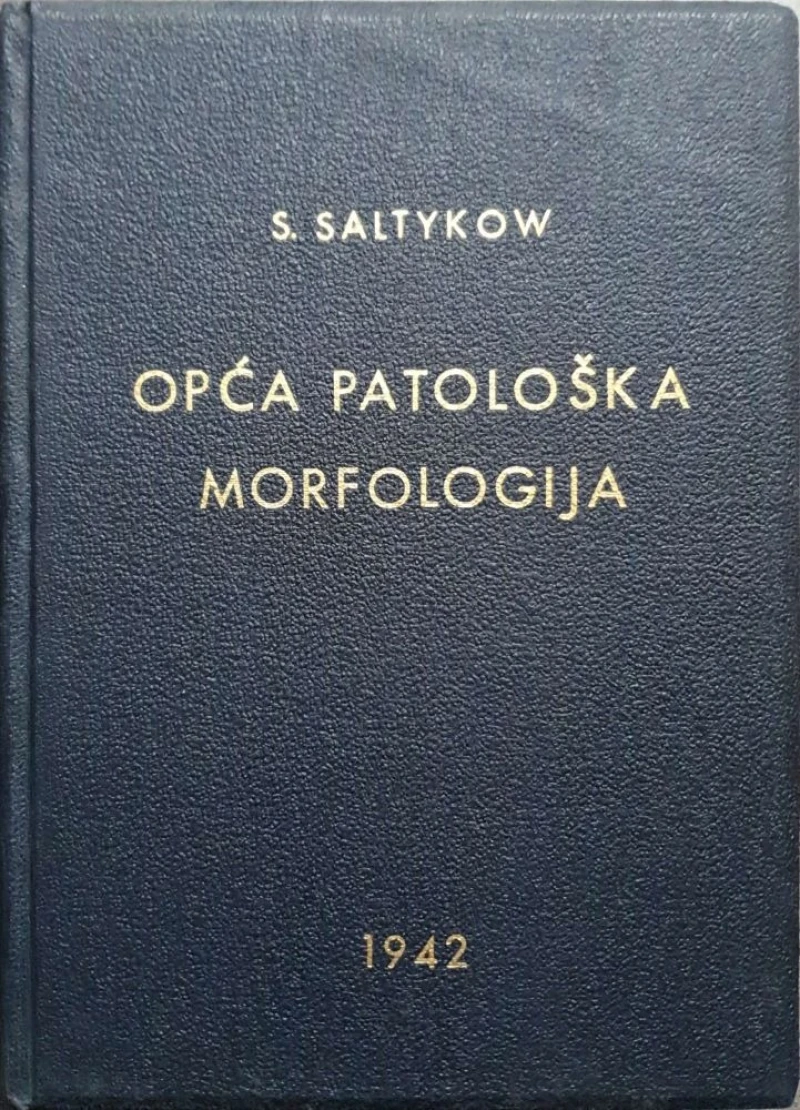 S. SALTYKOW
OPĆA PATOLOŠKA
MORFOLOGIJA
1942